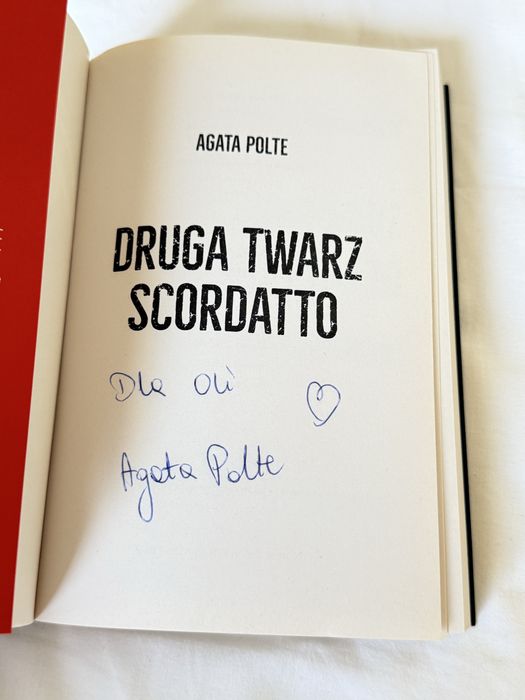 AGATA POLTE
DRUGA TWARZ
SCORDATTO
Dla Oli
Agata Polte